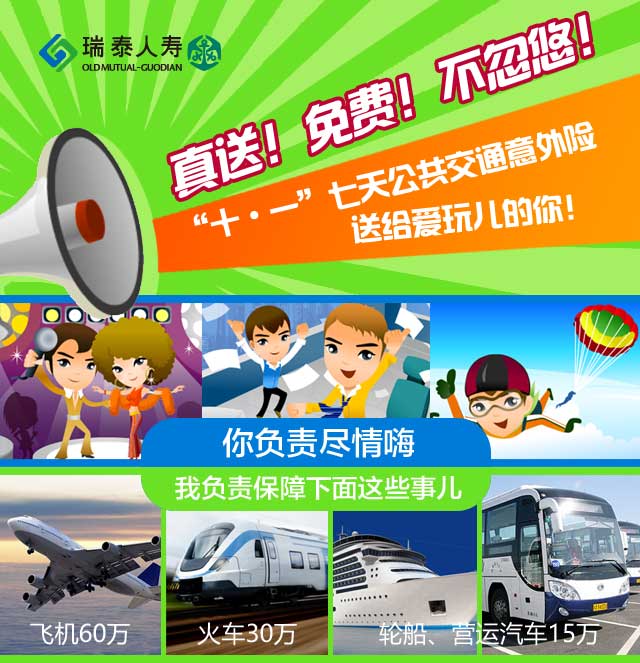 瑞泰人寿
OLD MUTUAL-GUODIAN
真送！免费！不忽悠！
“十·一”七天公共交通意外险
送给爱玩儿的你！
你负责尽情嗨
我负责保障下面这些事儿
飞机60万
火车30万
轮船、营运汽车15万